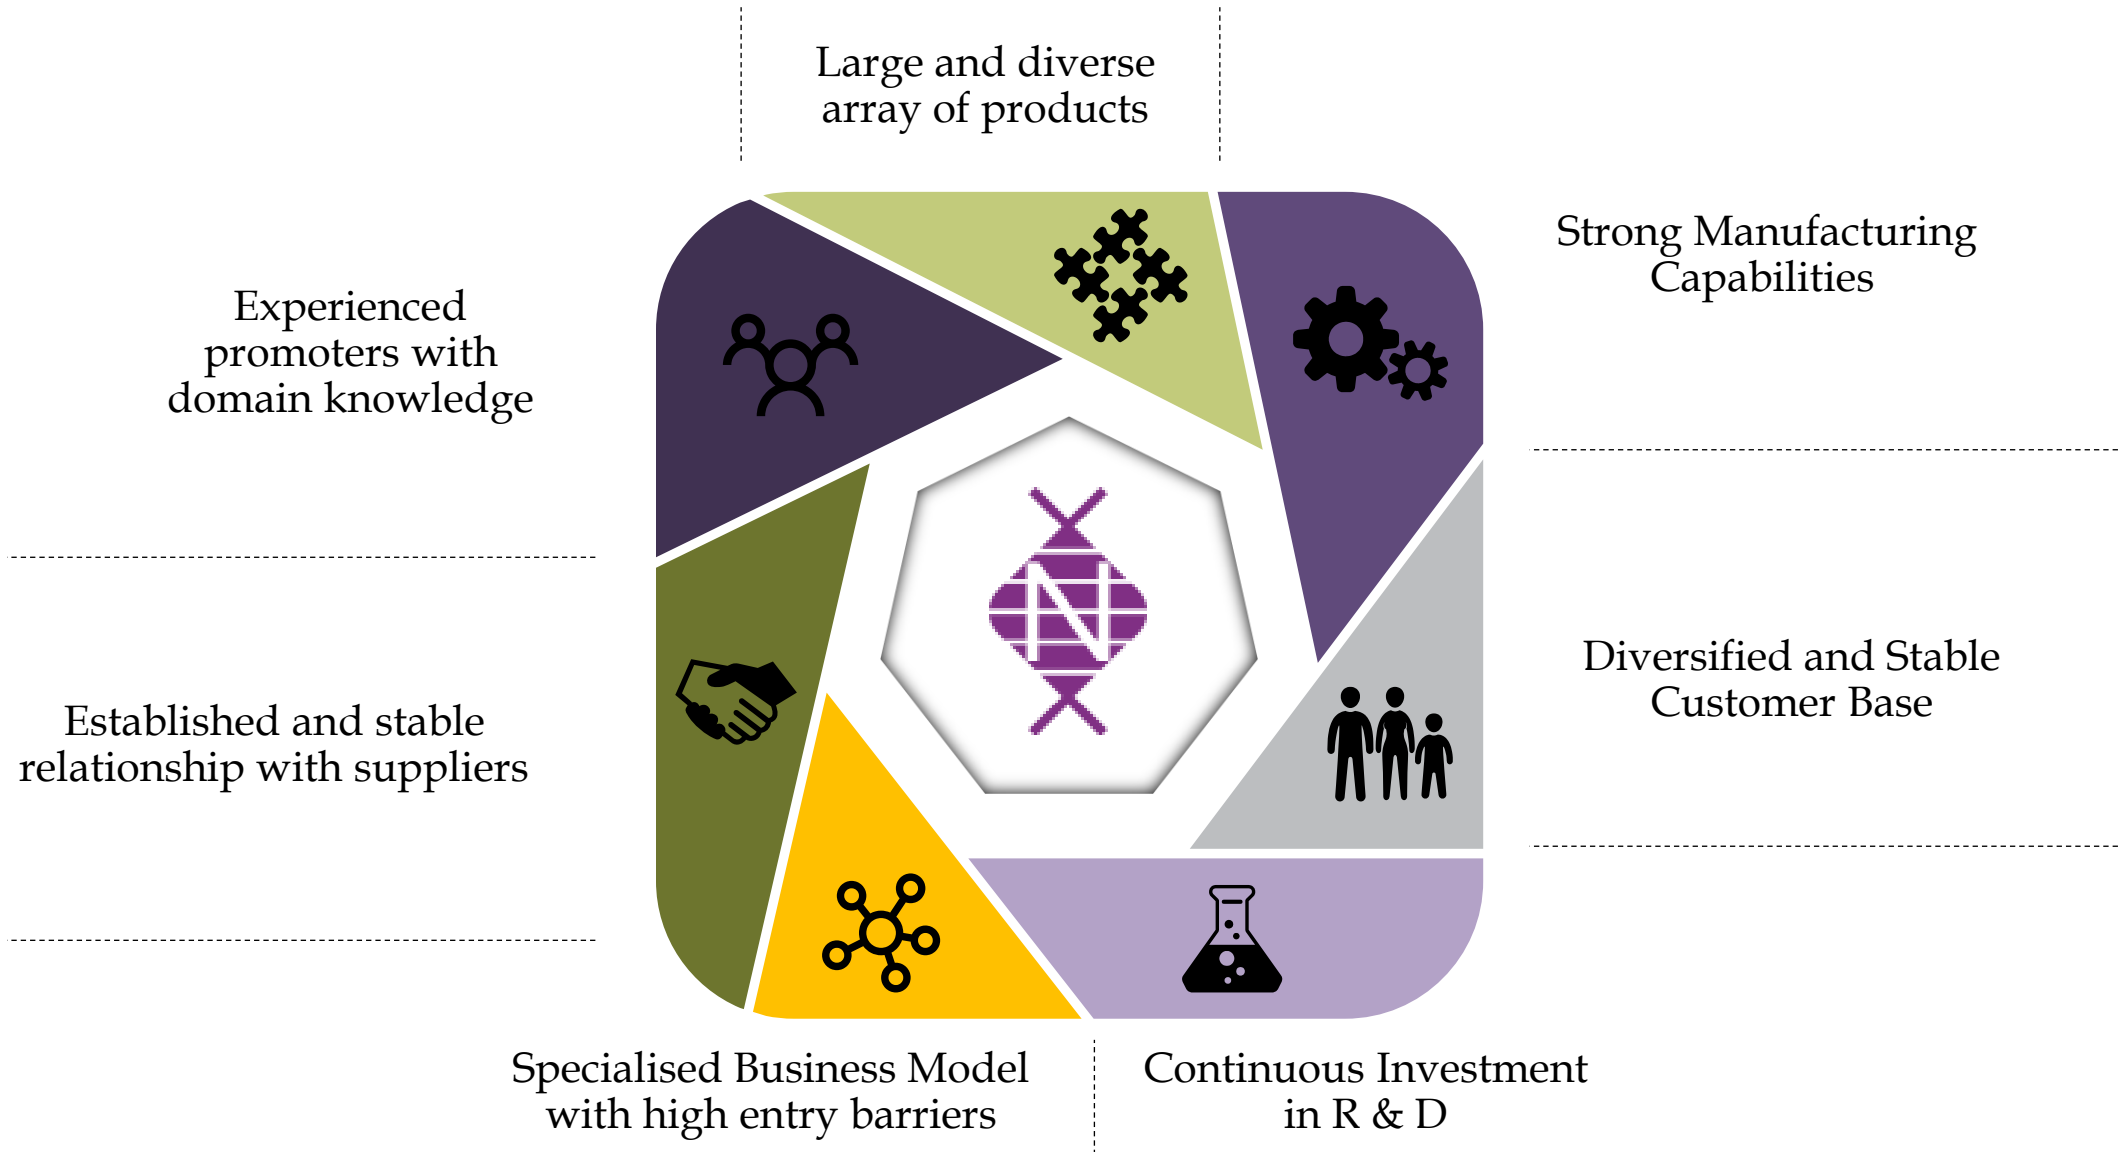 Large and diverse
array of products
Strong Manufacturing
Capabilities
Experienced
promoters with
domain knowledge
N
Diversified and Stable
Customer Base
Established and stable
relationship with suppliers
Specialised Business Model
with high entry barriers
Continuous Investment
in R & D